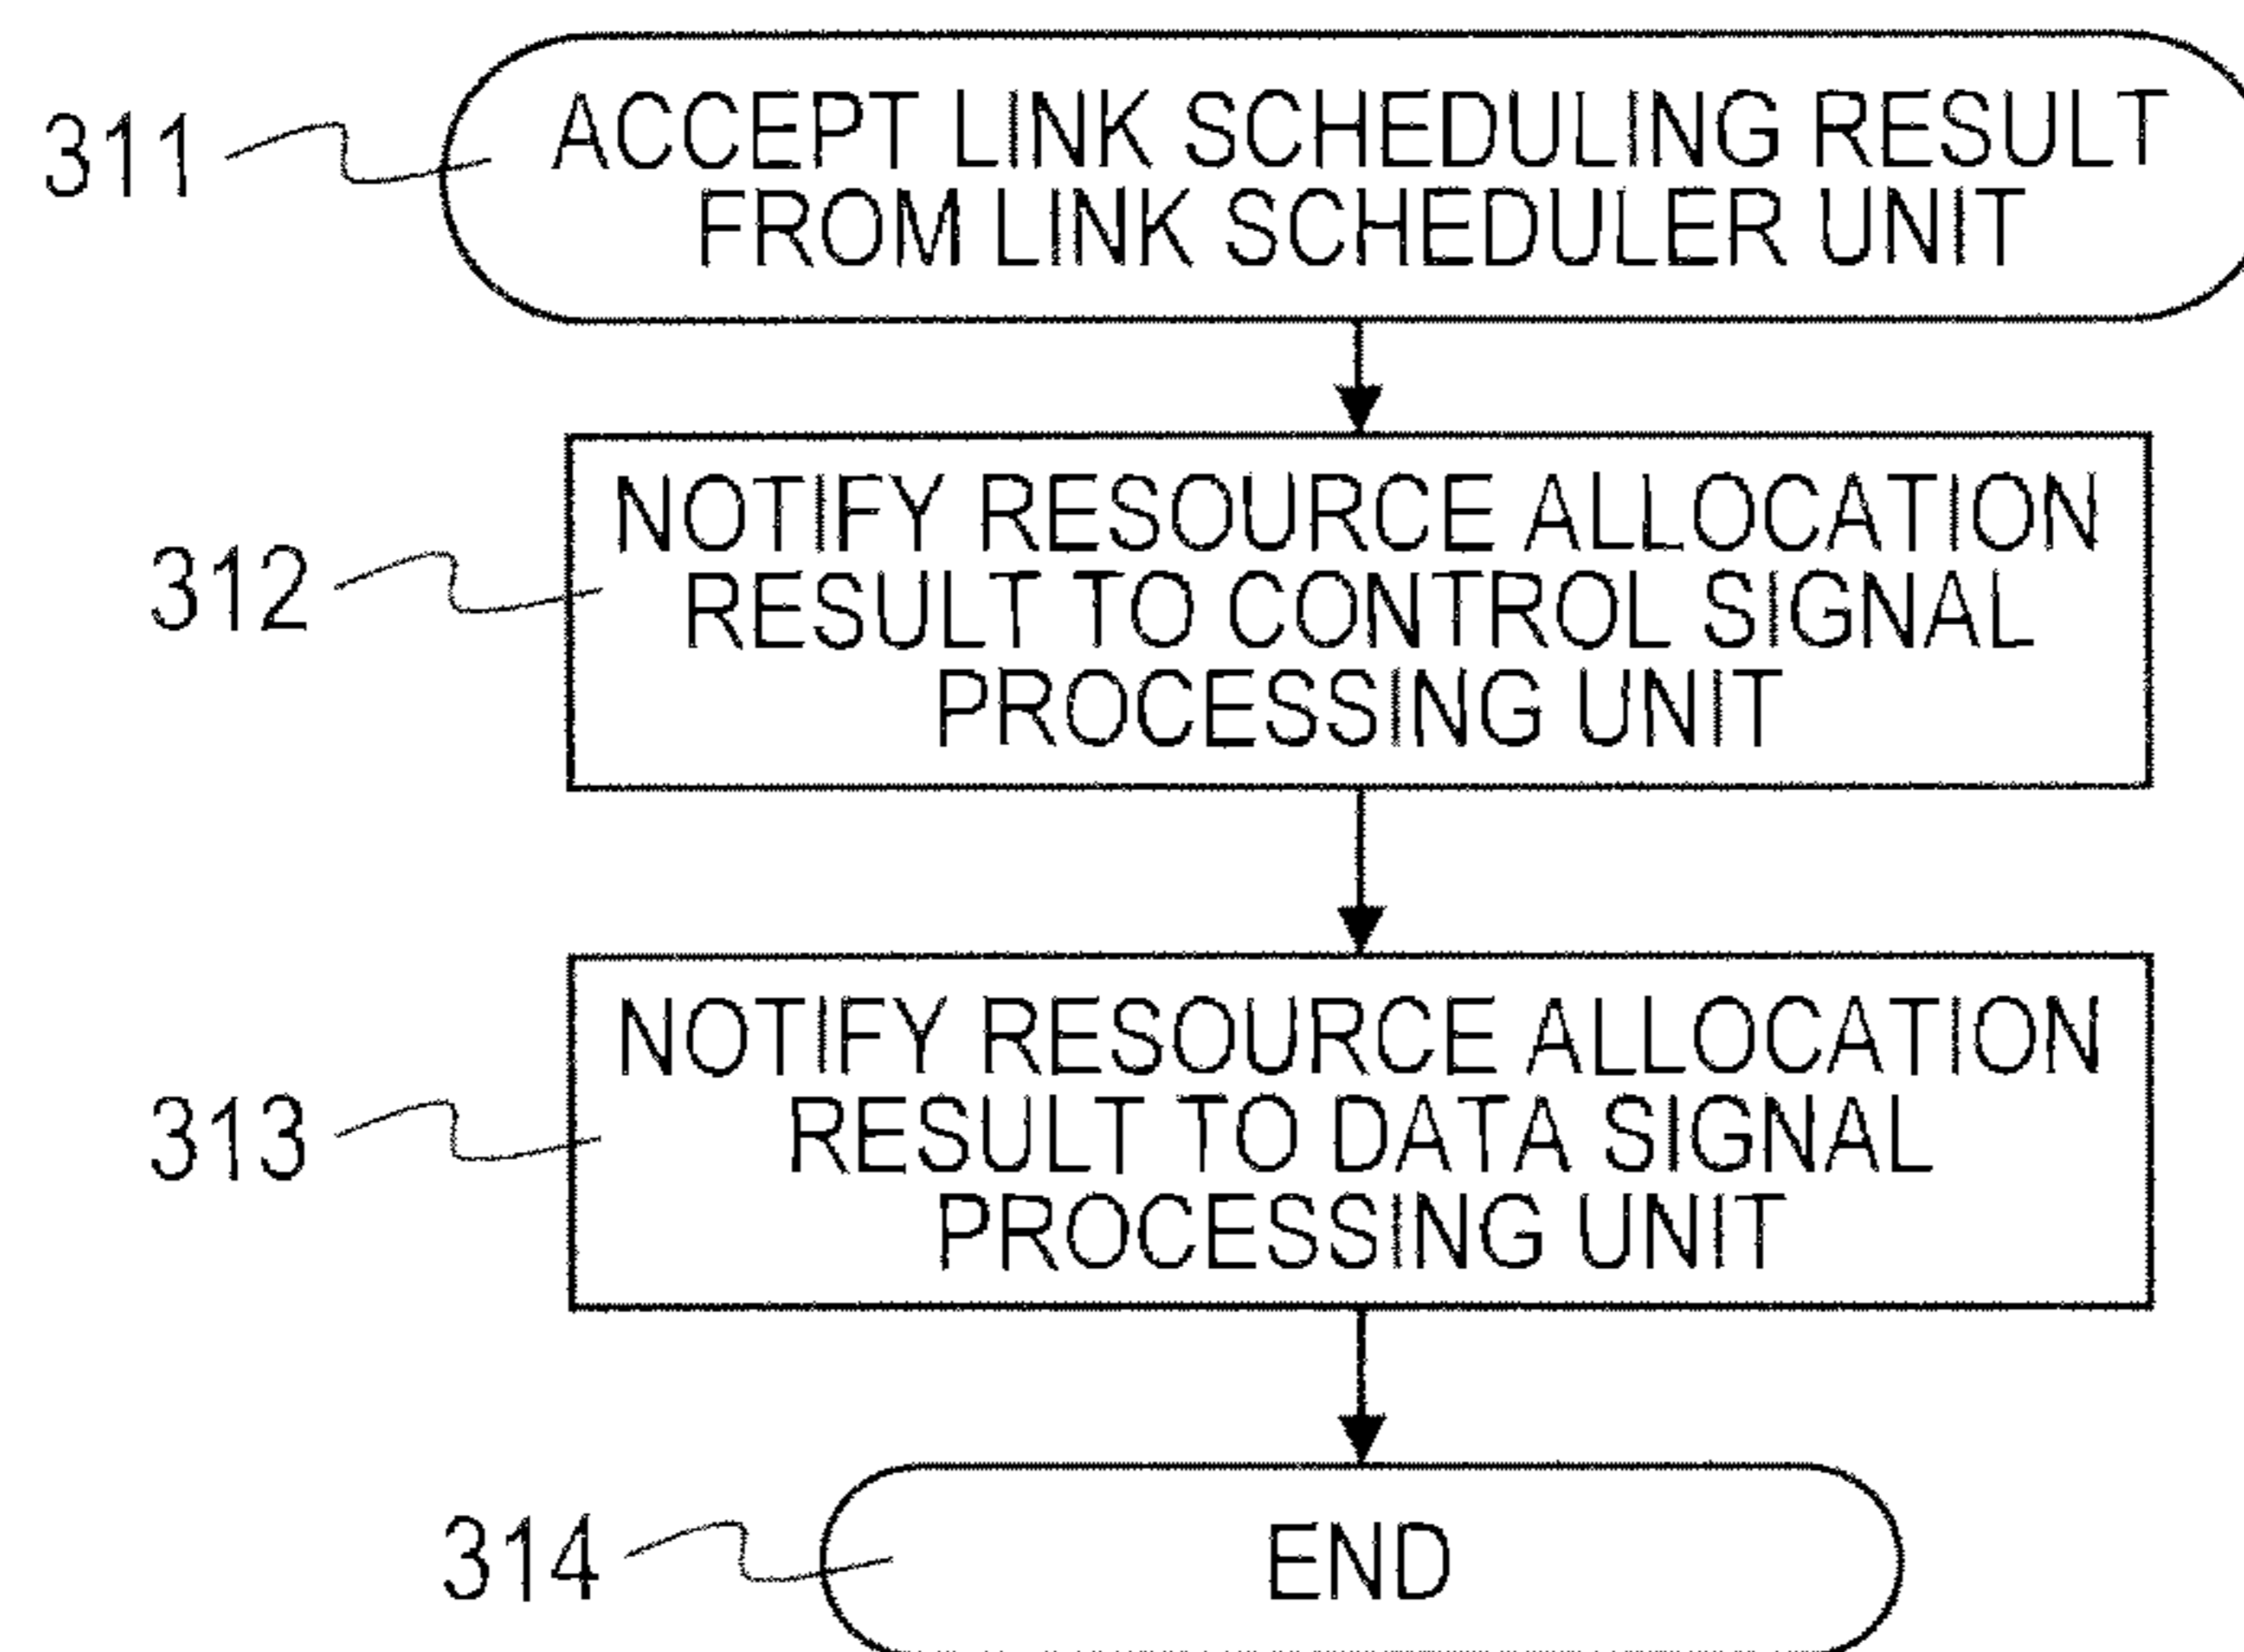 311
ACCEPT LINK SCHEDULING RESULT
FROM LINK SCHEDULER UNIT
312
NOTIFY RESOURCE ALLOCATION
RESULT TO CONTROL SIGNAL
PROCESSING UNIT
313
NOTIFY RESOURCE ALLOCATION
RESULT TO DATA SIGNAL
PROCESSING UNIT
314
END